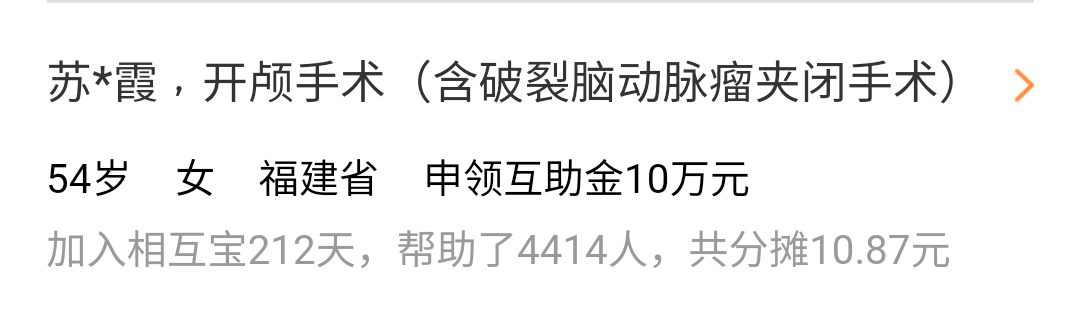 苏*霞，开颅手术（含破裂脑动脉瘤夹闭手术）
54岁 女 福建省 申领互助金10万元
加入相互宝212天，帮助了4414人，共分摊10.87元